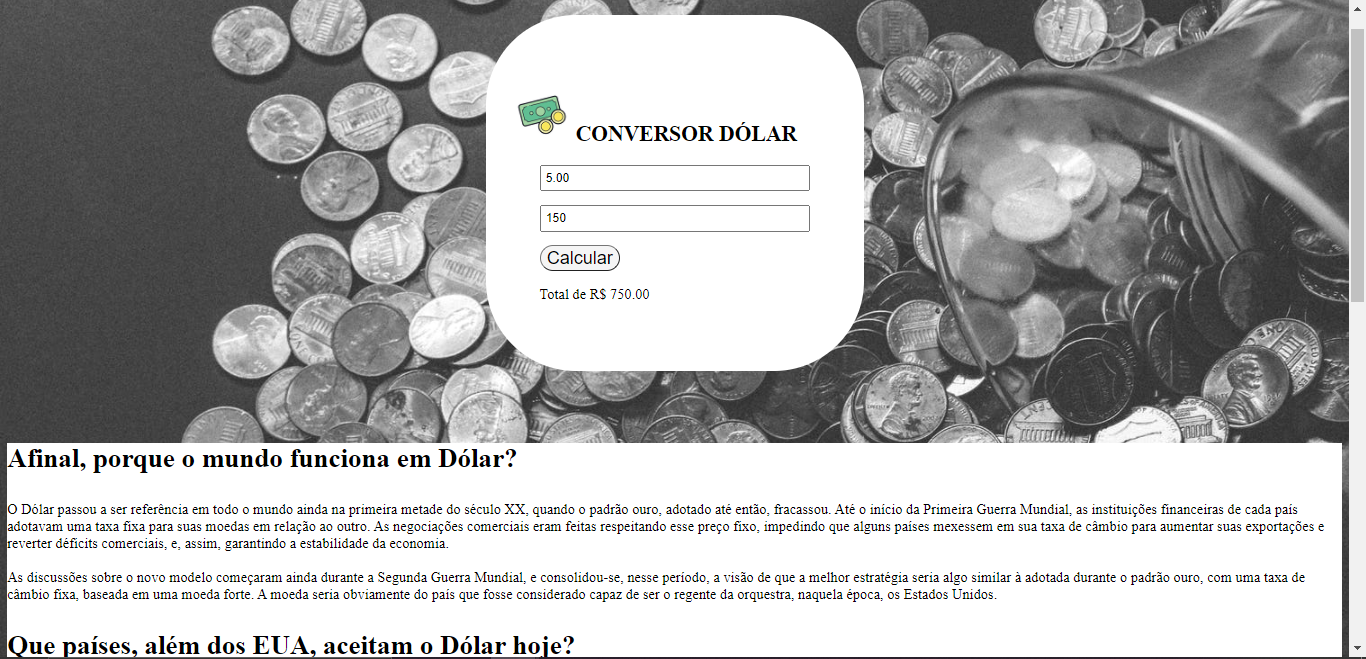 CONVERSOR DÓLAR
5.00
150
Calcular
Total de R$ 750.00
Afinal, porque o mundo funciona em Dólar?
O Dólar passou a ser referência em todo o mundo ainda na primeira metade do século XX, quando o padrão ouro, adotado até então, fracassou. Até o início da Primeira Guerra Mundial, as instituições financeiras de cada país
adotavam uma taxa fixa para suas moedas em relação ao outro. As negociações comerciais eram feitas respeitando esse preço fixo, impedindo que alguns países mexessem em sua taxa de câmbio para aumentar suas exportações e
reverter déficits comerciais, e, assim, garantindo a estabilidade da economia.
As discussões sobre o novo modelo começaram ainda durante a Segunda Guerra Mundial, e consolidou-se, nesse período, a visão de que a melhor estratégia seria algo similar à adotada durante o padrão ouro, com uma taxa de
câmbio fixa, baseada em uma moeda forte. A moeda seria obviamente do país que fosse considerado capaz de ser o regente da orquestra, naquela época, os Estados Unidos.
Que países, além dos EUA, aceitam o Dólar hoje?